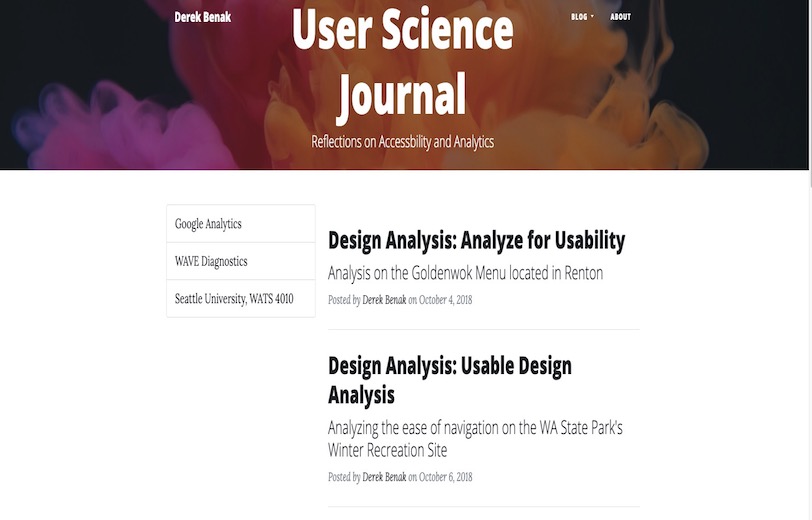 Derek Benak
BLOG ▾ ABOUT
User Science
Journal
Reflections on Accessbility and Analytics
Google Analytics
WAVE Diagnostics
Seattle University, WATS 4010
Design Analysis: Analyze for Usability
Analysis on the Goldenwok Menu located in Renton
Posted by Derek Benak on October 4, 2018
Design Analysis: Usable Design
Analysis
Analyzing the ease of navigation on the WA State Park's
Winter Recreation Site
Posted by Derek Benak on October 6, 2018